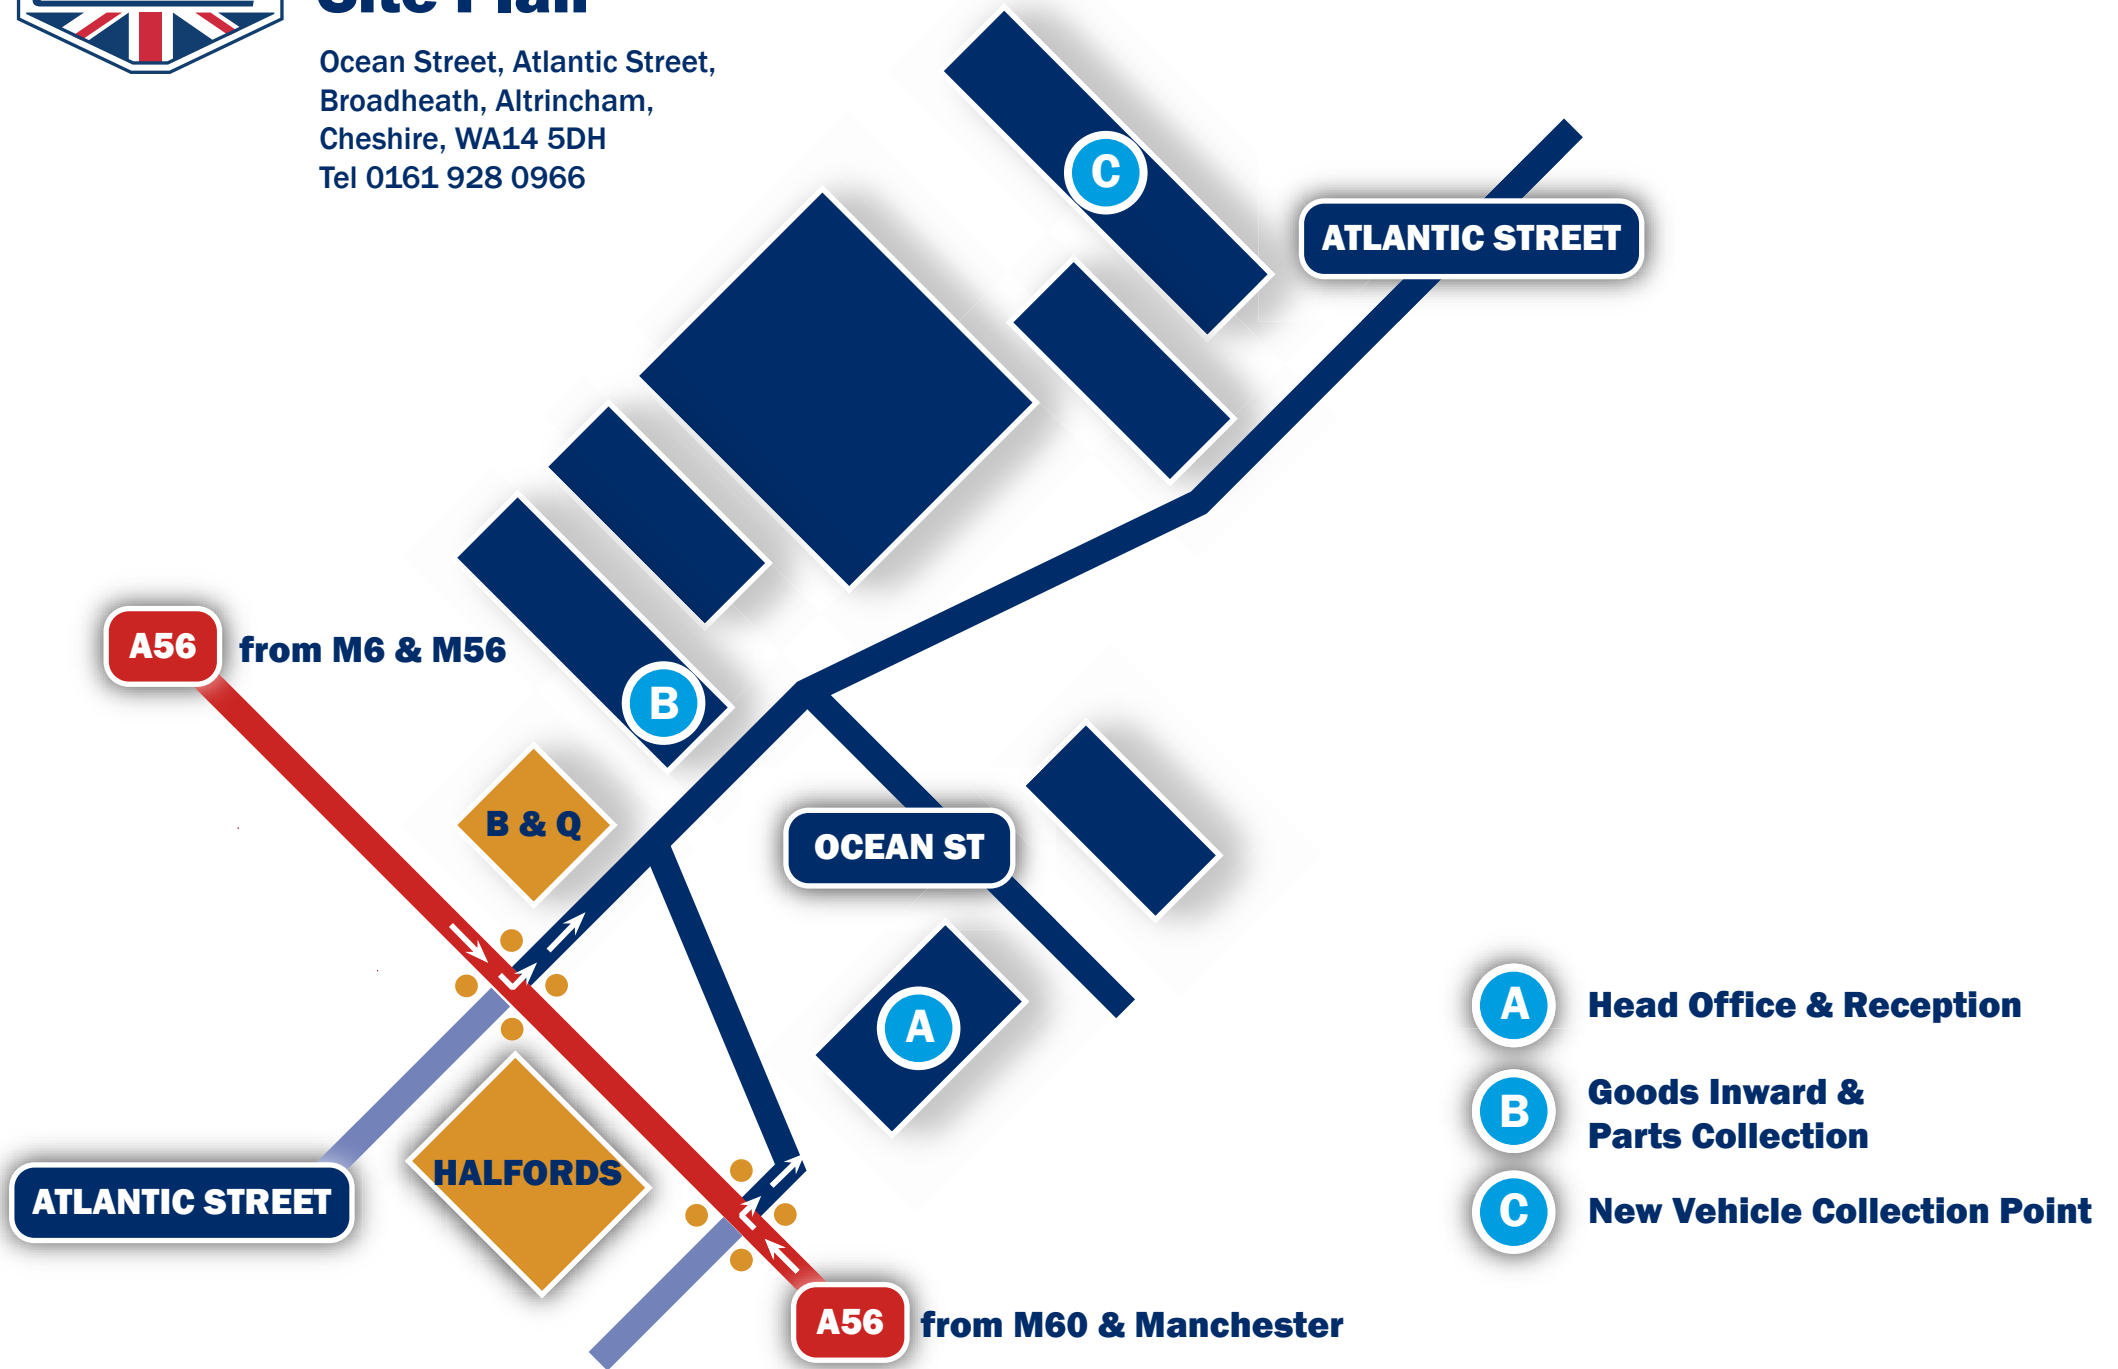 Site Plan
Ocean Street, Atlantic Street,
Broadheath, Altrincham,
Cheshire, WA14 5DH
Tel 0161 928 0966
C
ATLANTIC STREET
A56 from M6 & M56
B
B & Q
OCEAN ST
A
HALFORDS
ATLANTIC STREET
A56 from M60 & Manchester
A Head Office & Reception
B Goods Inward &
Parts Collection
C New Vehicle Collection Point